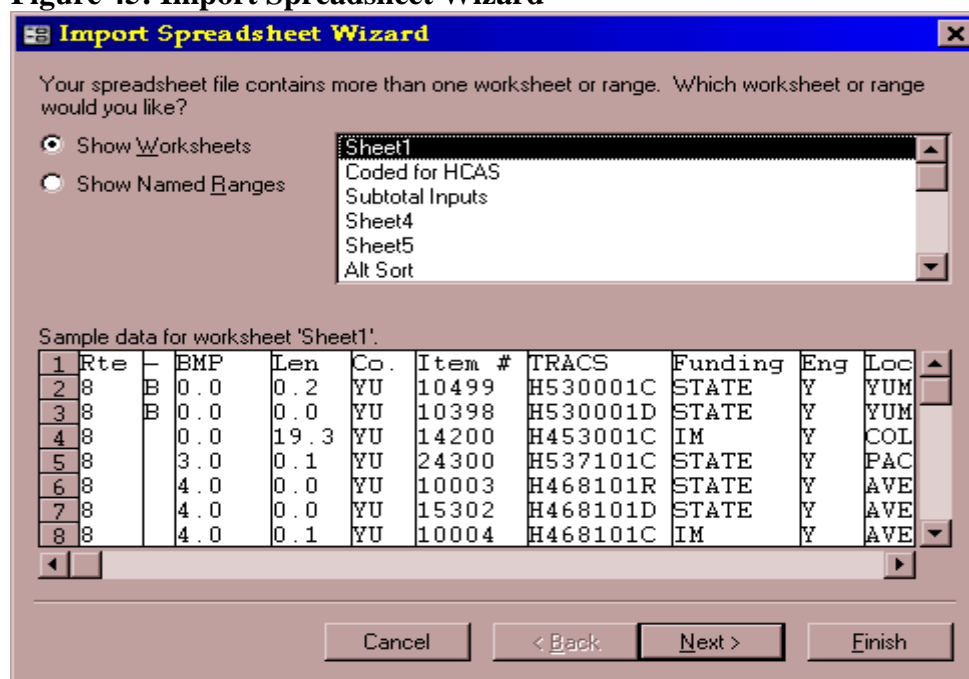 Figure 45: Import Spreadsheet Wizard
Import Spreadsheet Wizard
Your spreadsheet file contains more than one worksheet or range. Which worksheet or range
would you like?
Show Worksheets
Show Named Ranges
Sheet1
Coded for HCAS
Subtotal Inputs
Sheet4
Sheet5
Alt Sort
Sample data for worksheet 'Sheet1'.
1 Rte - BMP Len Co. Item # TRACS Funding Eng Loc
2 8 B 0.0 0.2 YU 10499 H530001C STATE Y YUM
3 8 B 0.0 0.0 YU 10398 H530001D STATE Y YUM
4 8 0.0 19.3 YU 14200 H453001C IM Y COL
5 8 3.0 0.1 YU 24300 H537101C STATE Y PAC
6 8 4.0 0.0 YU 10003 H468101R STATE Y AVE
7 8 4.0 0.0 YU 15302 H468101D STATE Y AVE
8 8 4.0 0.1 YU 10004 H468101C IM Y AVE
Cancel < Back Next > Finish